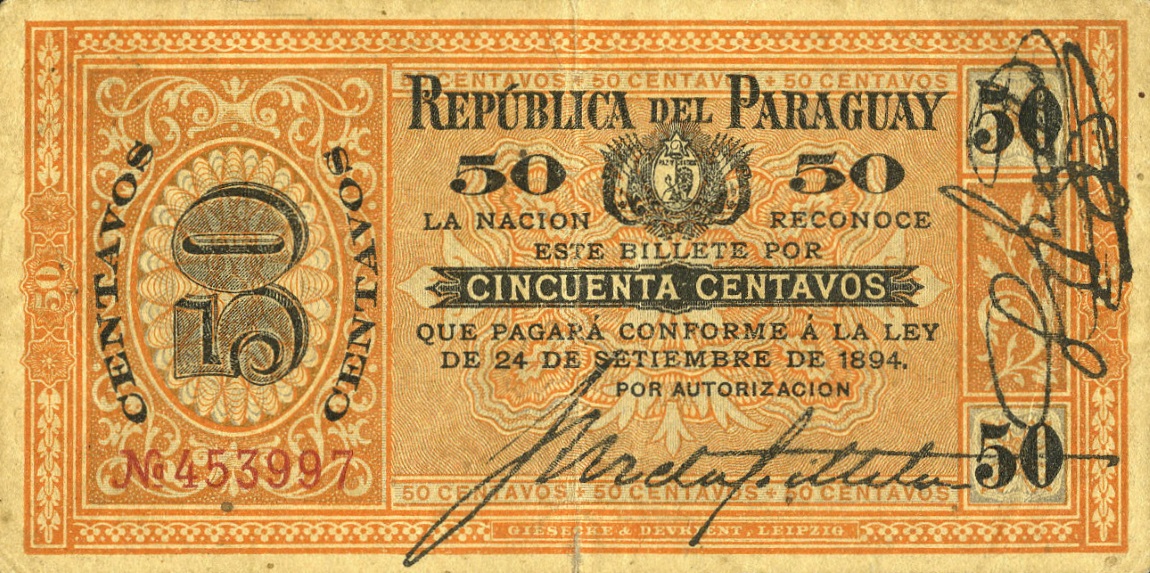 50 CENTAVOS + 50 CENTAVOS + 50 CENTAVOS
REPÚBLICA DEL PARAGUAY
50 50
50
LA NACION RECONOCE
ESTE BILLETE POR
CINCUENTA CENTAVOS
QUE PAGARÁ CONFORME Á LA LEY
DE 24 DE SETIEMBRE DE 1894.
POR AUTORIZACION
CENTAVOS
50
CENTAVOS
50
No 453997
50
50 CENTAVOS + 50 CENTAVOS + 50 CENTAVOS
GIESECKE & DEVRIENT, LEIPZIG